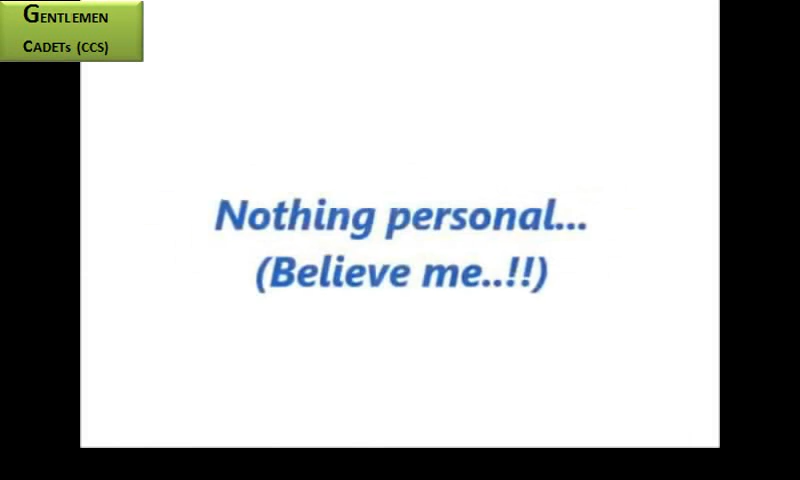 GENTLEMEN
CADETs (CCS)
Nothing personal...
(Believe me..!!)